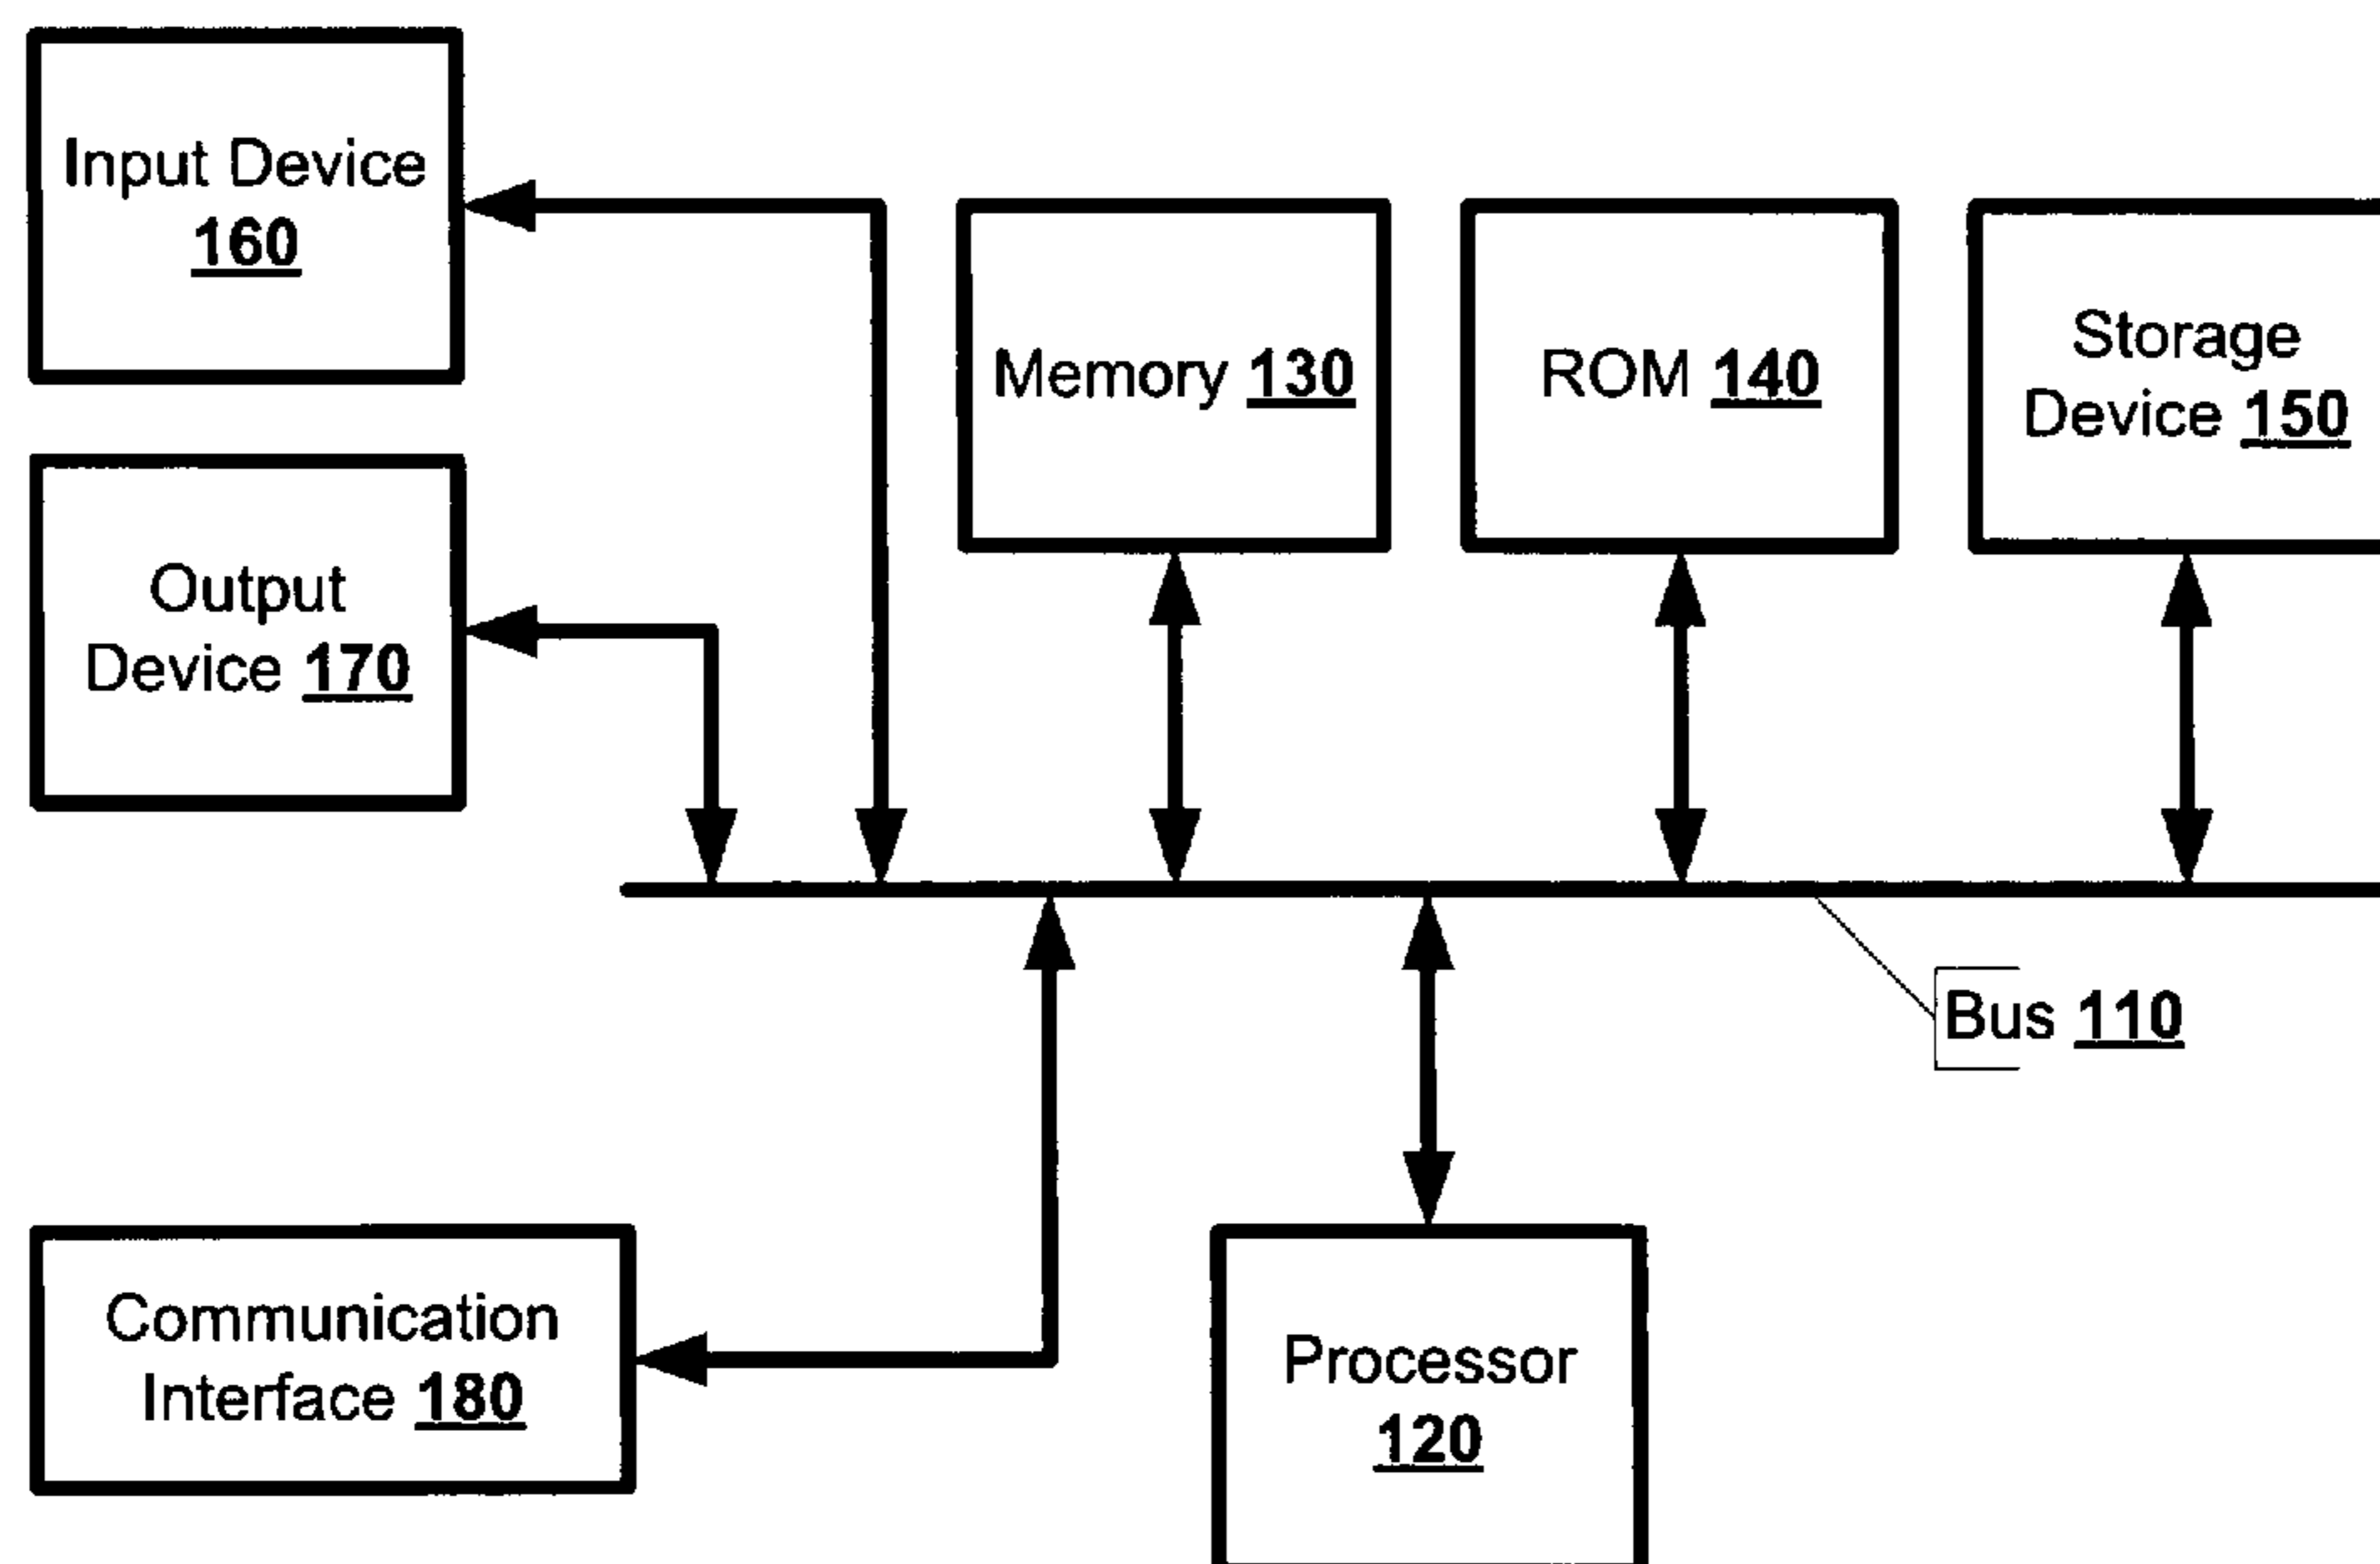 Input Device
160
Memory 130
ROM 140
Storage
Device 150
Output
Device 170
Bus 110
Communication
Interface 180
Processor
120